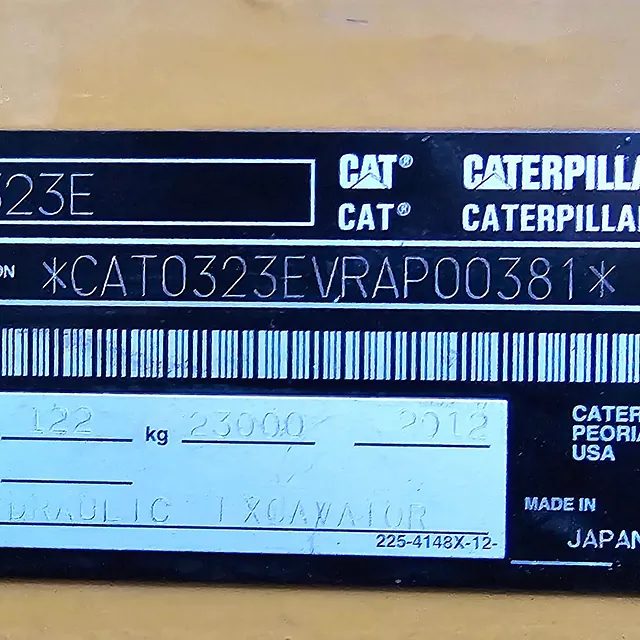 323E CAT® CATERPILLA
CAT® CATERPILLAR
ON *CAT0323EVRAP00381*
122 kg 23000 2012
DRAULIC EXCAVATOR
225-4148X-12-
CATER
PEORIA
USA
MADE IN
JAPAN